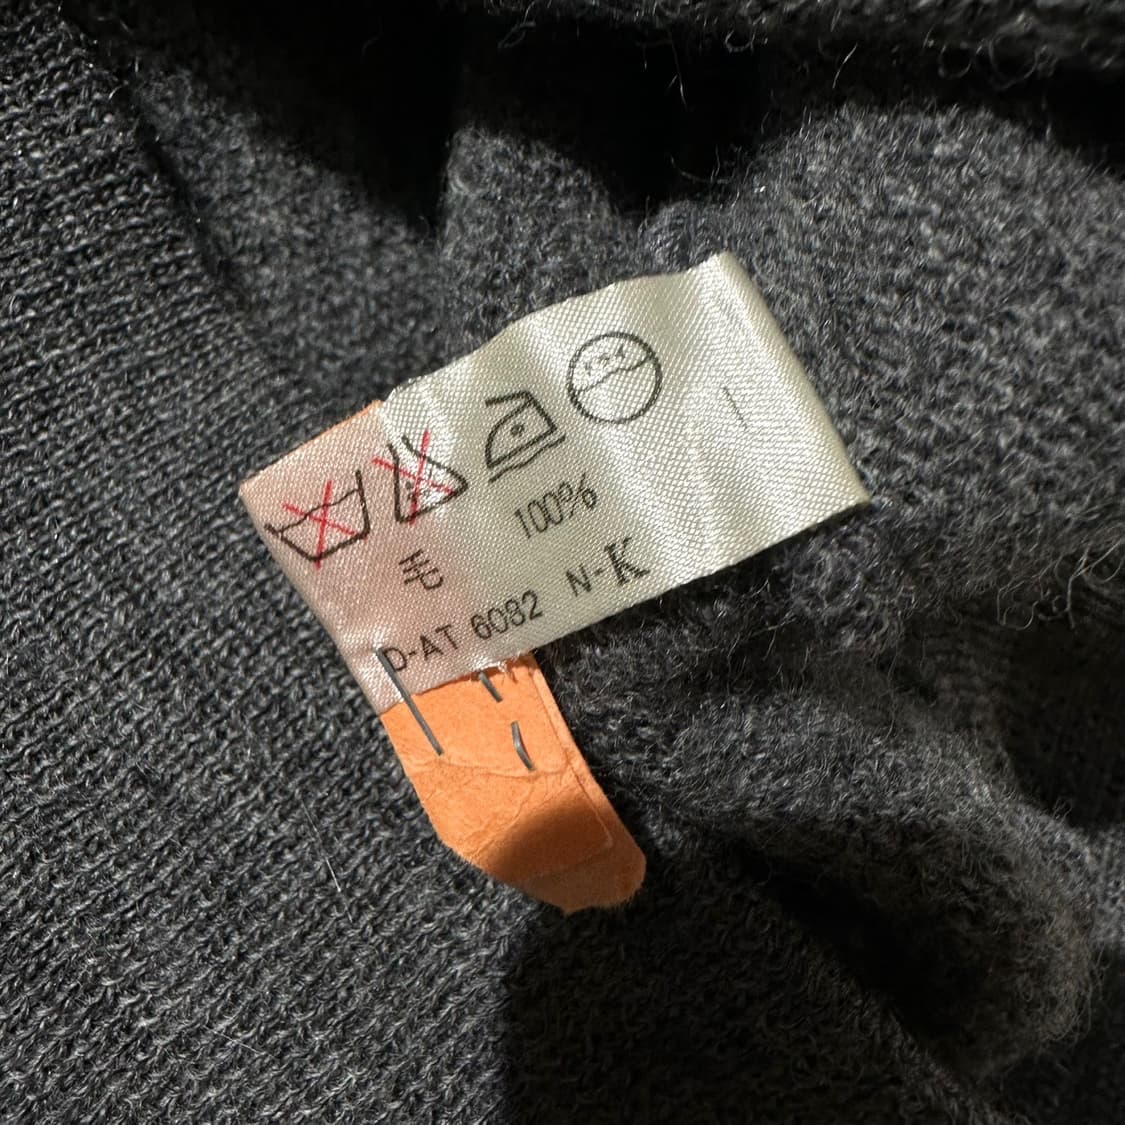 毛 100%
D-AT 6082 N-K